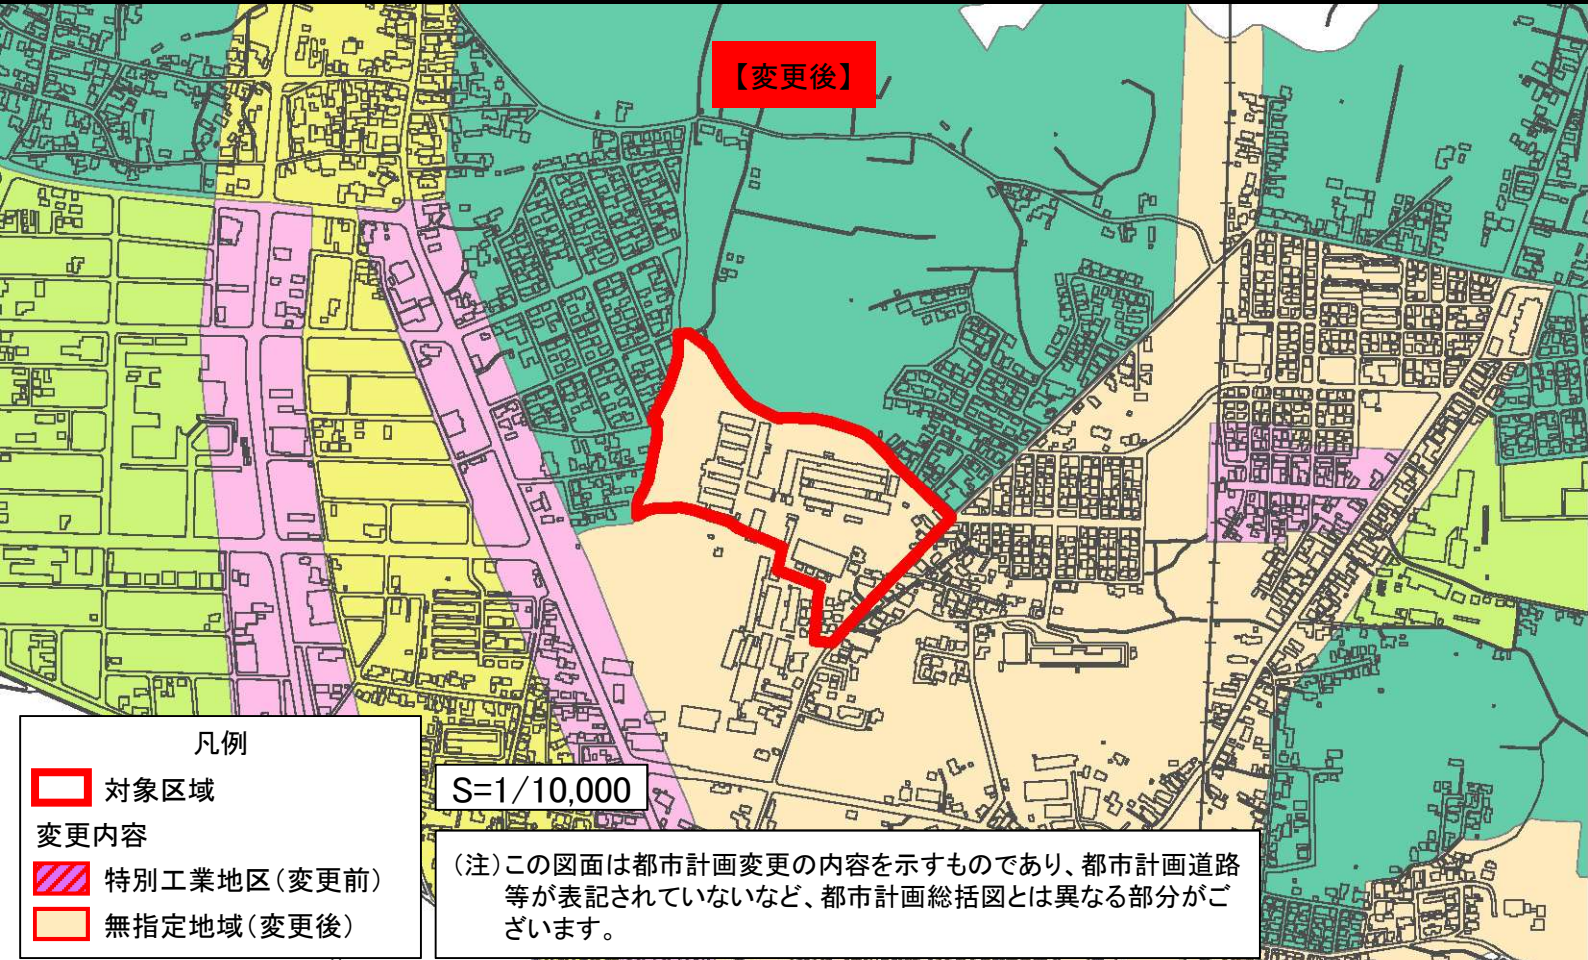 【変更後】
凡例
対象区域
変更内容
特別工業地区(変更前)
無指定地域(変更後)
S=1/10,000
(注)この図面は都市計画変更の内容を示すものであり、都市計画道路
等が表記されていないなど、都市計画総括図とは異なる部分がご
ざいます。